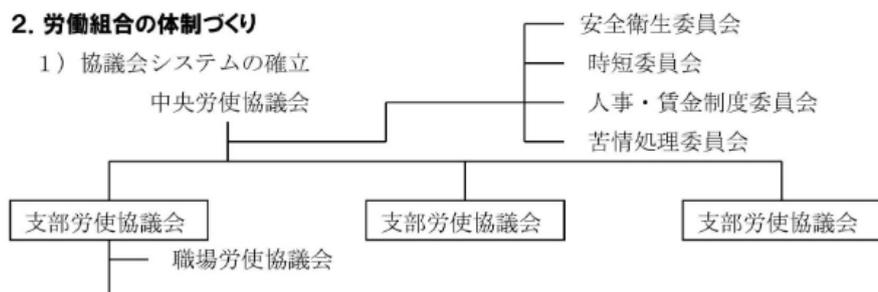 2．労働組合の体制づくり
1）協議会システムの確立
中央労使協議会
安全衛生委員会
時短委員会
人事・賃金制度委員会
苦情処理委員会
支部労使協議会
支部労使協議会
支部労使協議会
職場労使協議会